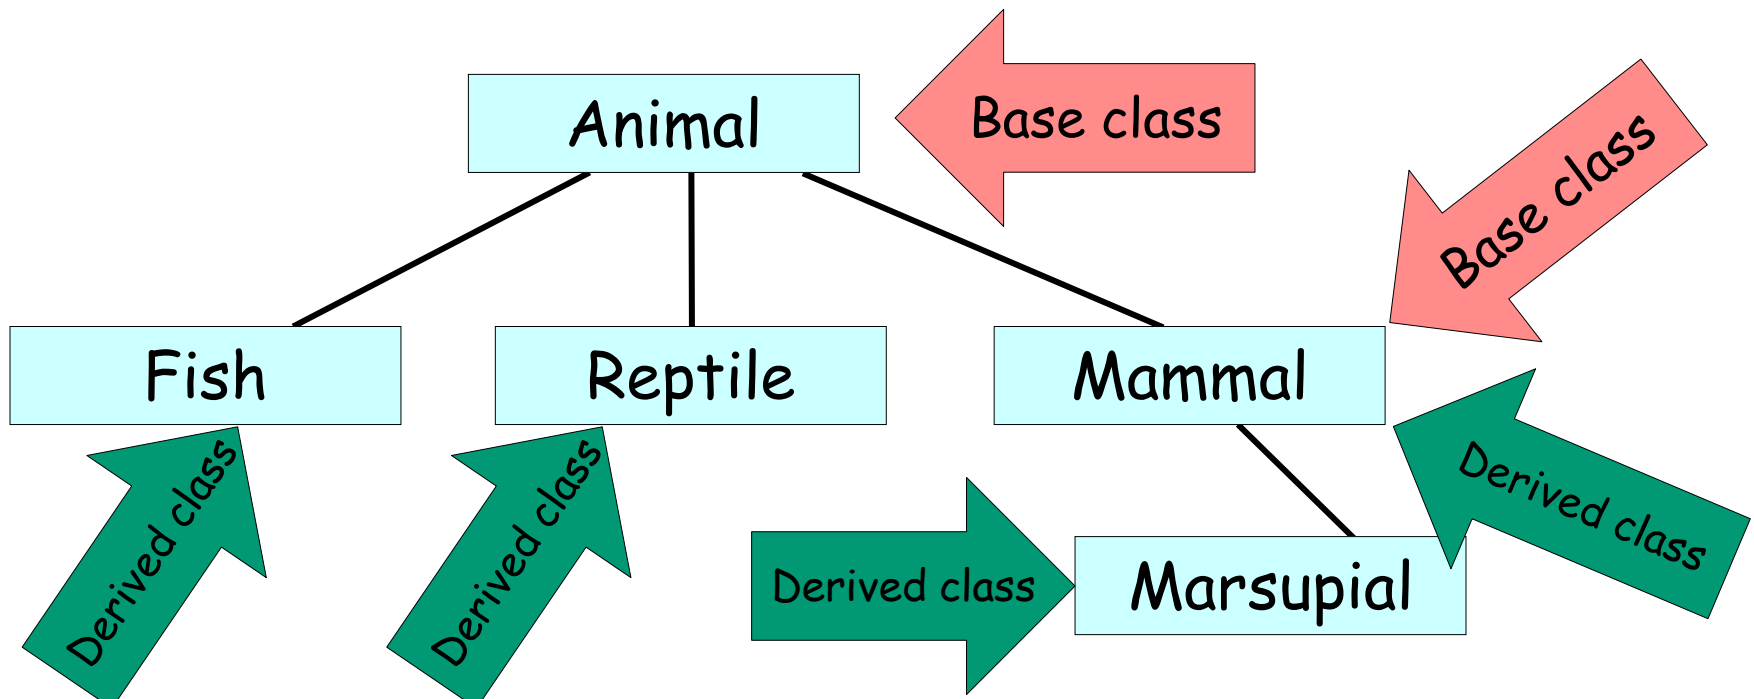 Animal
Base class
Base class
Fish
Reptile
Mammal
Derived class
Derived class
Derived class
Derived class
Marsupial